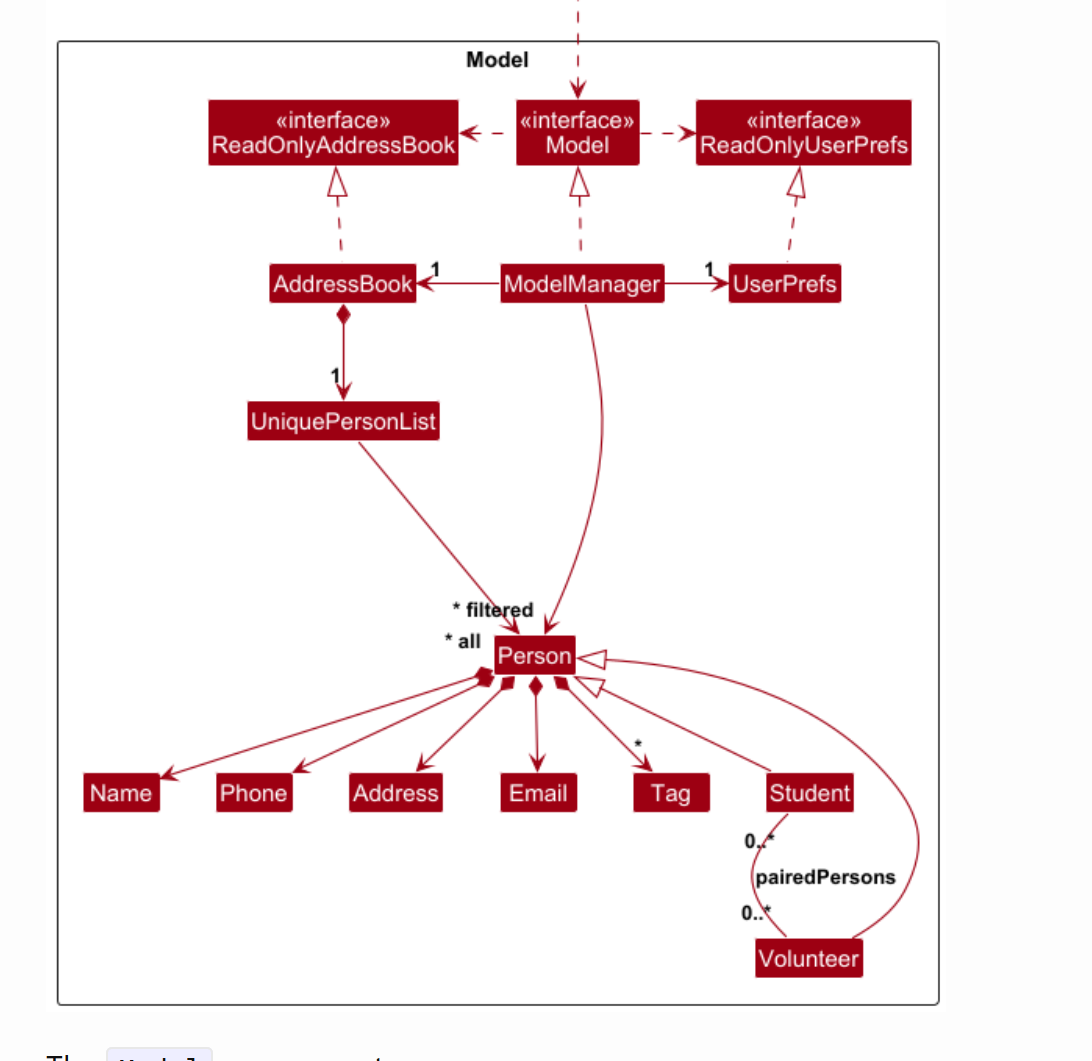 Model
«interface»
ReadOnlyAddressBook
«interface»
Model
«interface»
ReadOnlyUserPrefs
AddressBook
1
ModelManager
1
UserPrefs
1
UniquePersonList
* filtered
* all
Person
*
Name
Phone
Address
Email
Tag
Student
0..*
pairedPersons
0..*
Volunteer